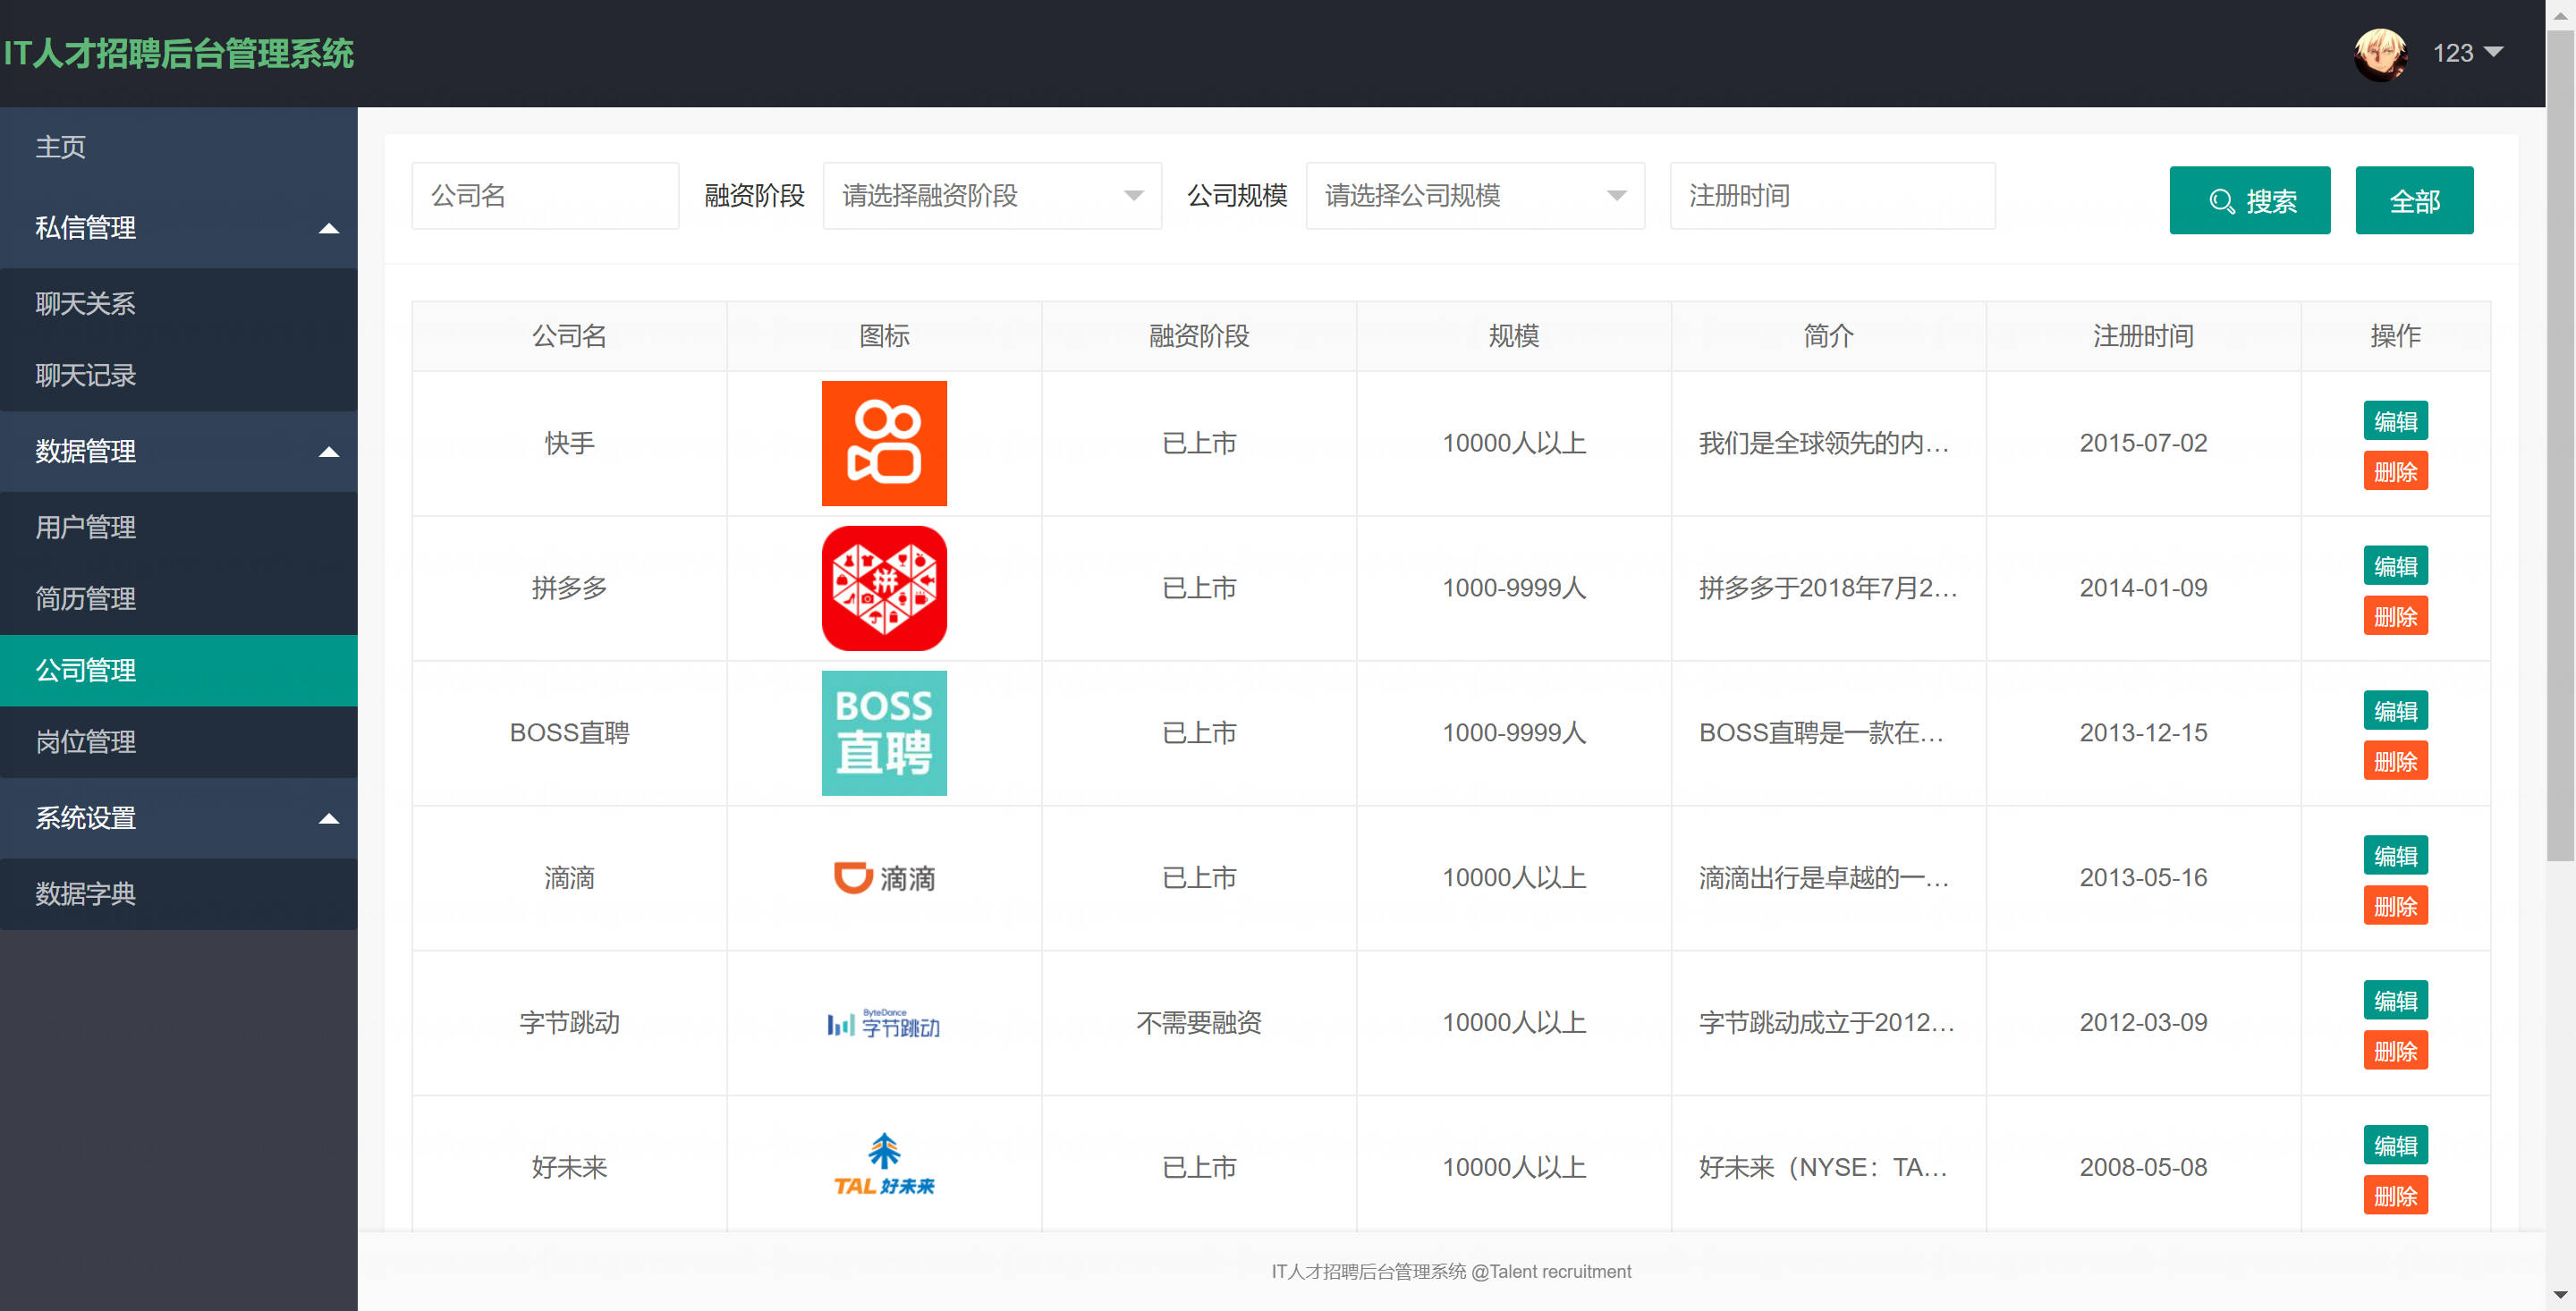 IT人才招聘后台管理系统
123
主页
私信管理
聊天关系
聊天记录
数据管理
用户管理
简历管理
公司管理
岗位管理
系统设置
数据字典
公司名 融资阶段 请选择融资阶段 公司规模 请选择公司规模 注册时间 搜索 全部
公司名 图标 融资阶段 规模 简介 注册时间 操作
快手 已上市 10000人以上 我们是全球领先的内... 2015-07-02 编辑
删除
拼多多 拼 已上市 1000-9999人 拼多多于2018年7月2... 2014-01-09 编辑
删除
BOSS直聘 BOSS 直聘 已上市 1000-9999人 BOSS直聘是一款在... 2013-12-15 编辑
删除
滴滴 滴滴 已上市 10000人以上 滴滴出行是卓越的一... 2013-05-16 编辑
删除
字节跳动 ByteDance 字节跳动 不需要融资 10000人以上 字节跳动成立于2012... 2012-03-09 编辑
删除
好未来 TAL 好未来 已上市 10000人以上 好未来（NYSE：TA... 2008-05-08 编辑
删除
IT人才招聘后台管理系统 @Talent recruitment